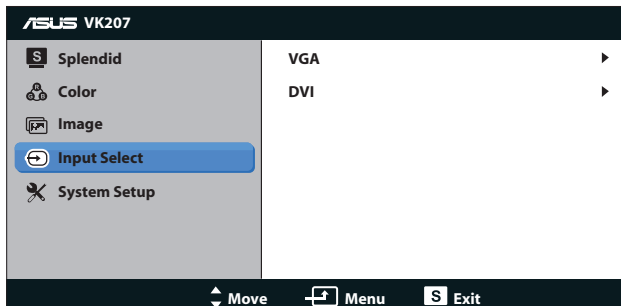 ASUS VK207
S Splendid
Color
Image
Input Select
System Setup
VGA
DVI
Move Menu S Exit